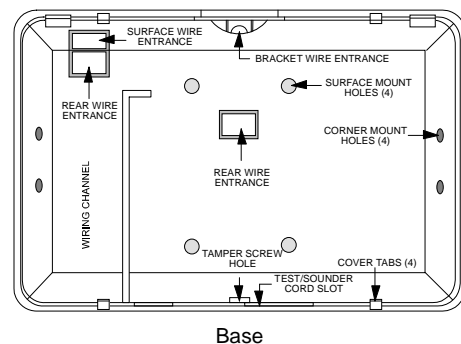 SURFACE WIRE
ENTRANCE
BRACKET WIRE ENTRANCE
REAR WIRE
ENTRANCE
SURFACE MOUNT
HOLES (4)
CORNER MOUNT
HOLES (4)
REAR WIRE
ENTRANCE
WIRING CHANNEL
TAMPER SCREW
HOLE
COVER TABS (4)
TEST/SOUNDER
CORD SLOT
Base